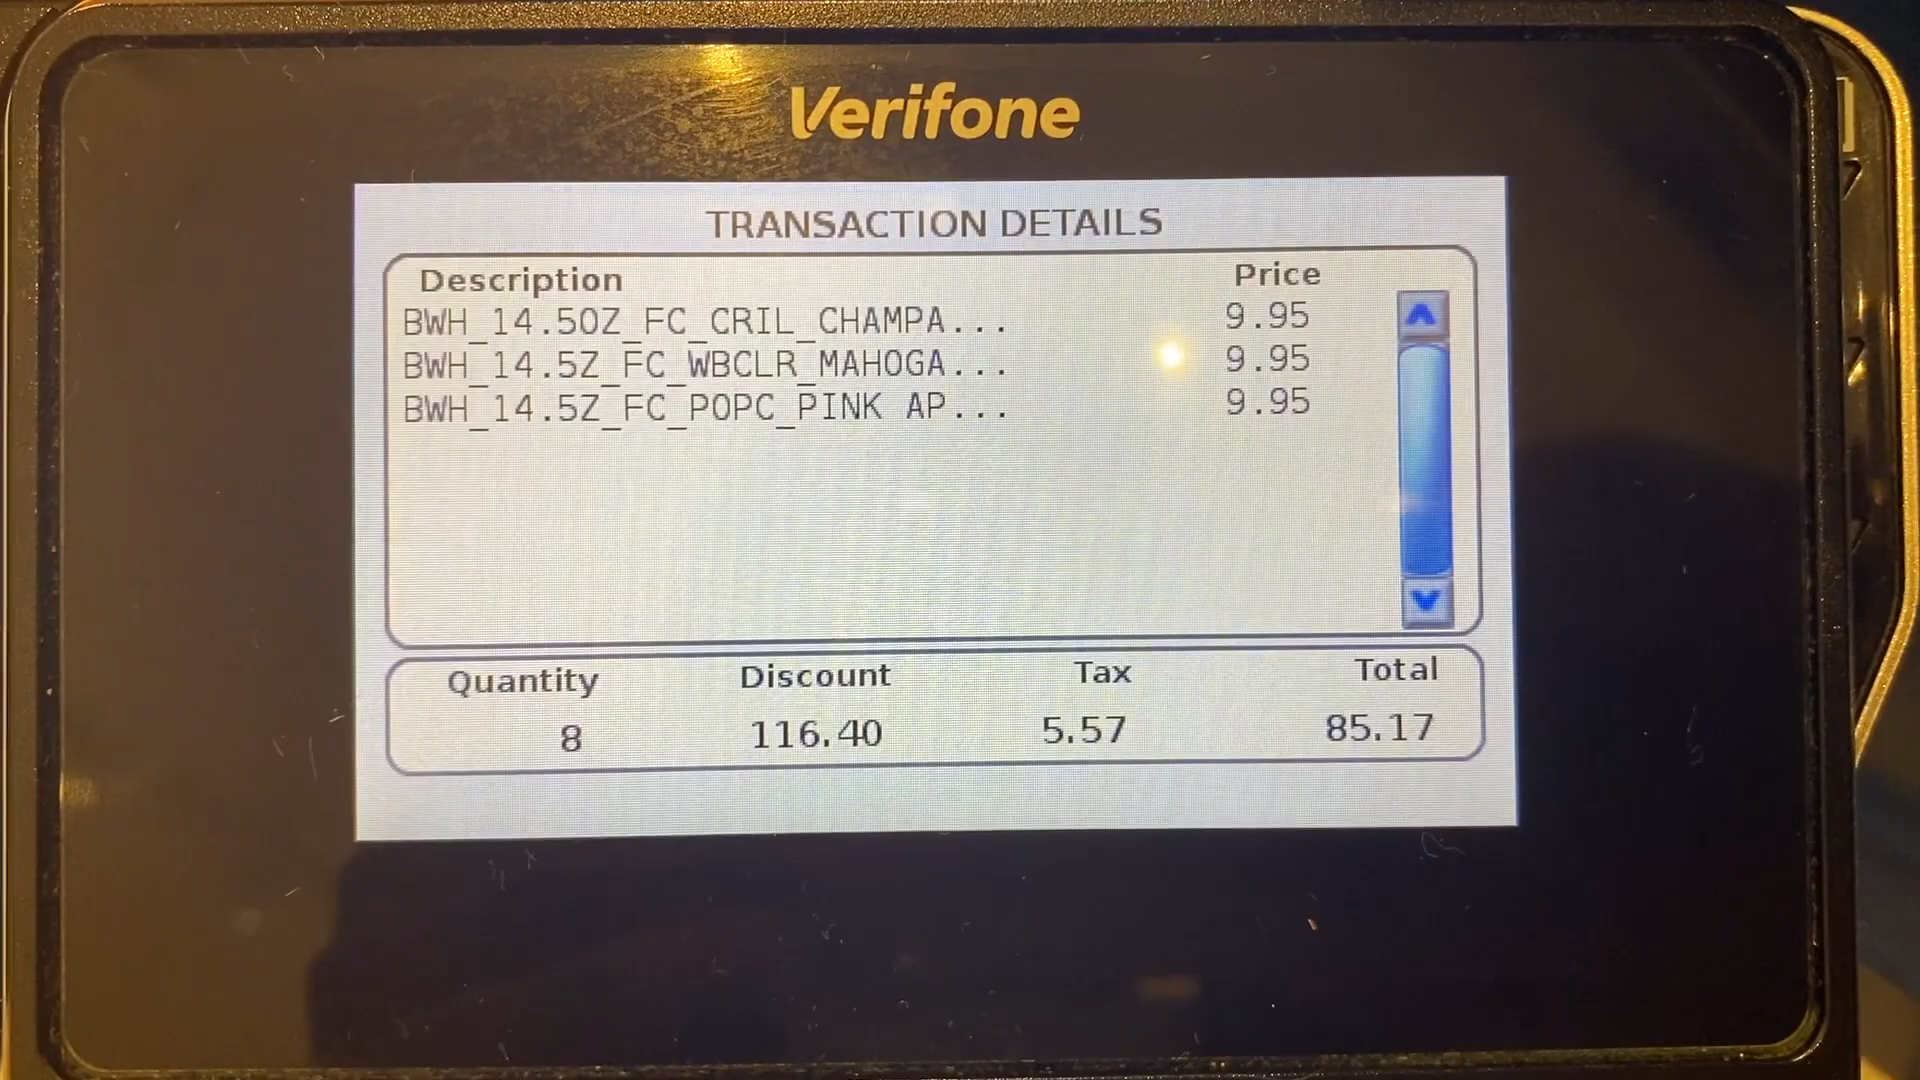 Verifone
TRANSACTION DETAILS
Description Price
BWH_14.5OZ_FC_CRIL_CHAMPA... 9.95
BWH_14.5Z_FC_WBCLR_MAHOGA... 9.95
BWH_14.5Z_FC_POPC_PINK AP... 9.95
Quantity Discount Tax Total
8 116.40 5.57 85.17